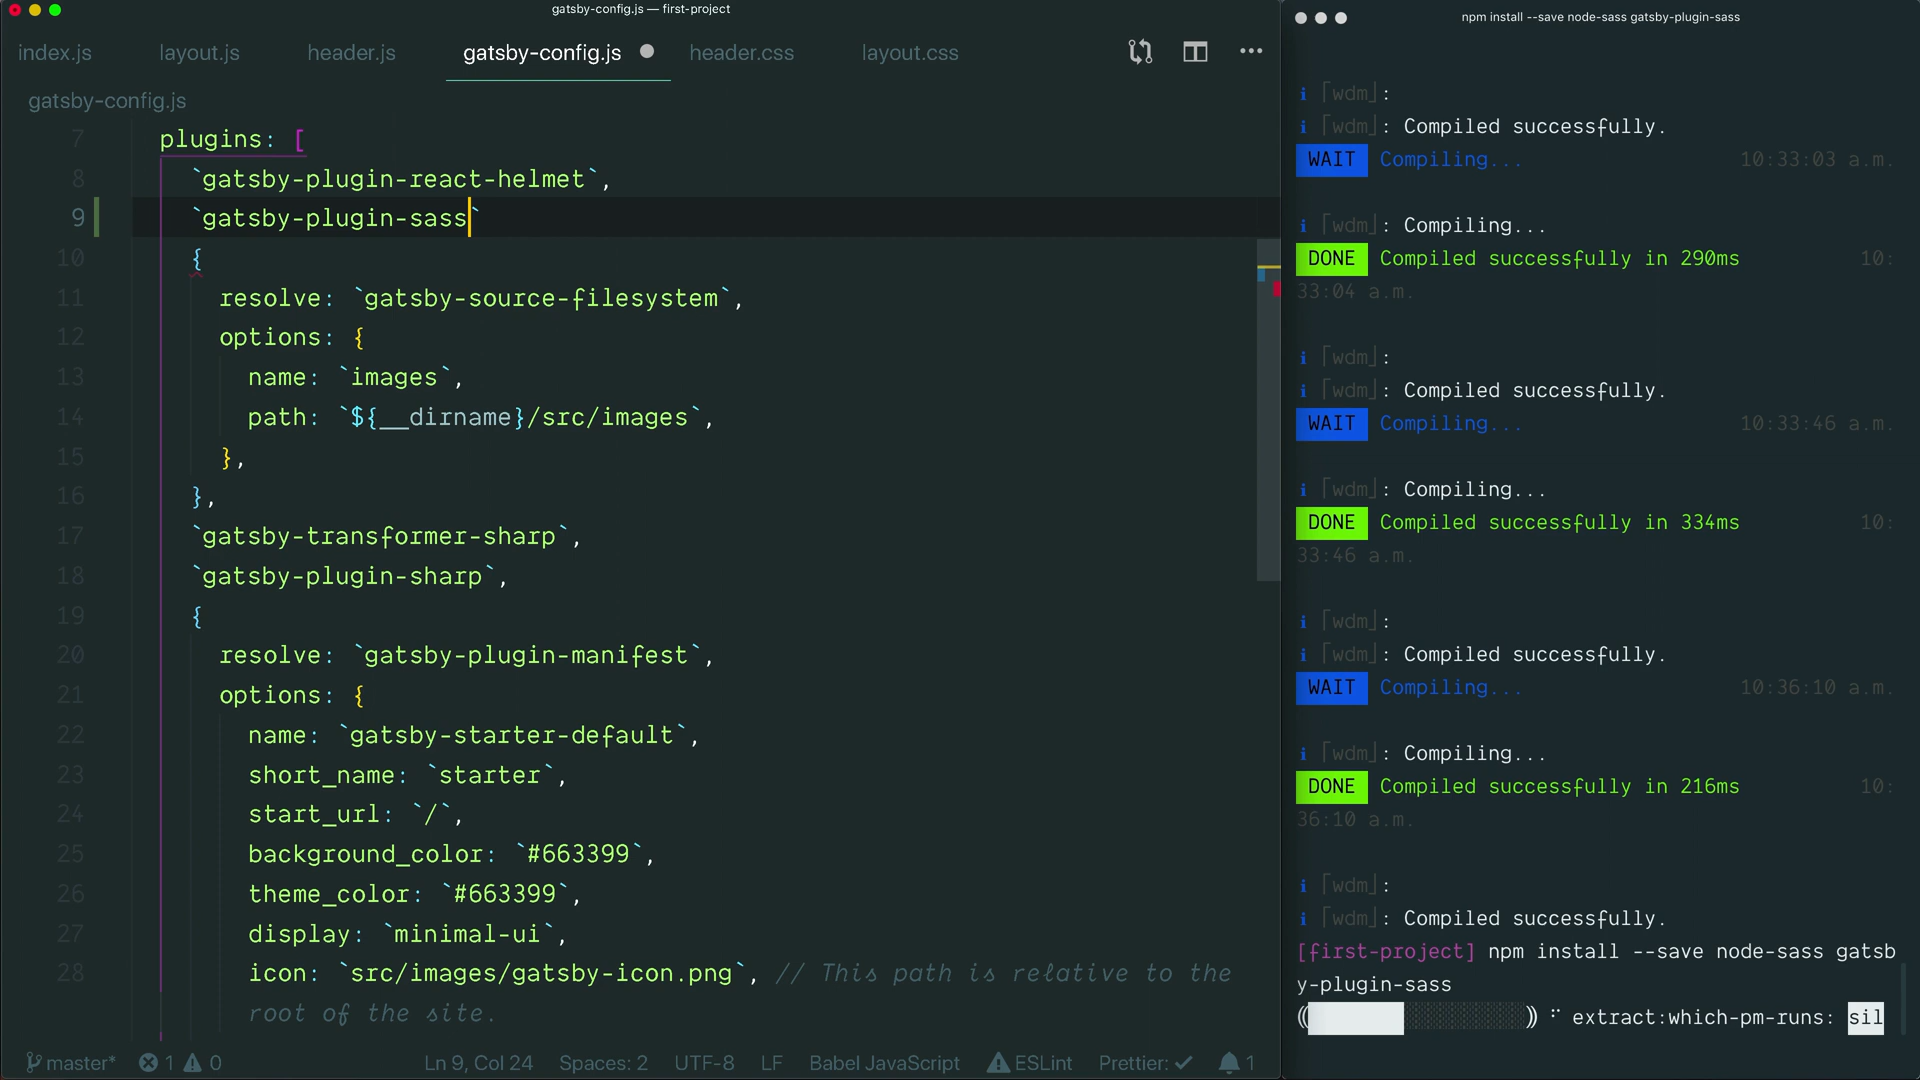 gatsby-config.js — first-project
index.js layout.js header.js gatsby-config.js header.css layout.css
gatsby-config.js
7 plugins: [
8 `gatsby-plugin-react-helmet`,
9 `gatsby-plugin-sass`
10 {
11 resolve: `gatsby-source-filesystem`,
12 options: {
13 name: `images`,
14 path: `${__dirname}/src/images`,
15 },
16 },
17 `gatsby-transformer-sharp`,
18 `gatsby-plugin-sharp`,
19 {
20 resolve: `gatsby-plugin-manifest`,
21 options: {
22 name: `gatsby-starter-default`,
23 short_name: `starter`,
24 start_url: `/`,
25 background_color: `#663399`,
26 theme_color: `#663399`,
27 display: `minimal-ui`,
28 icon: `src/images/gatsby-icon.png`, // This path is relative to the
root of the site.
master* 1 0 Ln 9, Col 24 Spaces: 2 UTF-8 LF Babel JavaScript ESLint Prettier: ✓ 1
npm install --save node-sass gatsby-plugin-sass
i ｢wdm｣:
i ｢wdm｣: Compiled successfully.
WAIT Compiling... 10:33:03 a.m.
i ｢wdm｣: Compiling...
DONE Compiled successfully in 290ms 10:
33:04 a.m.
i ｢wdm｣:
i ｢wdm｣: Compiled successfully.
WAIT Compiling... 10:33:46 a.m.
i ｢wdm｣: Compiling...
DONE Compiled successfully in 334ms 10:
33:46 a.m.
i ｢wdm｣:
i ｢wdm｣: Compiled successfully.
WAIT Compiling... 10:36:10 a.m.
i ｢wdm｣: Compiling...
DONE Compiled successfully in 216ms 10:
36:10 a.m.
i ｢wdm｣:
i ｢wdm｣: Compiled successfully.
[first-project] npm install --save node-sass gatsb
y-plugin-sass
extract:which-pm-runs: sil